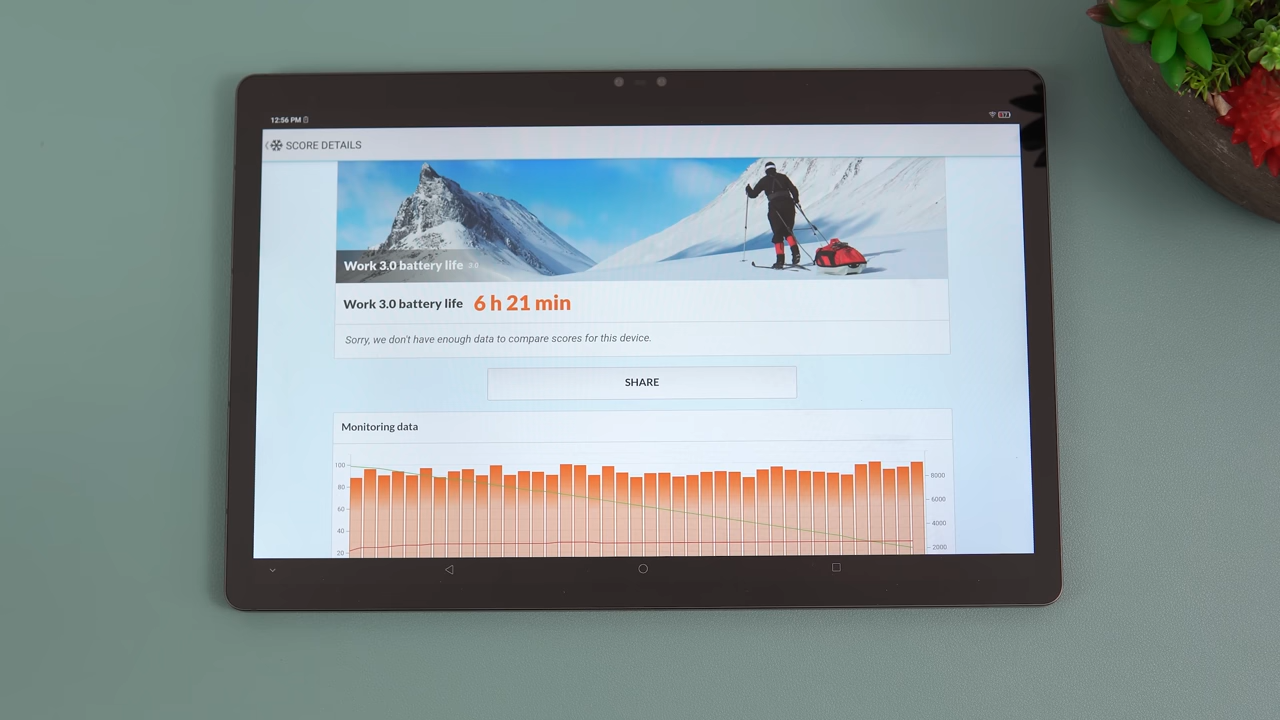 12:56 PM
SCORE DETAILS
Work 3.0 battery life 3.0
Work 3.0 battery life 6 h 21 min
Sorry, we don't have enough data to compare scores for this device.
SHARE
Monitoring data
100
80
60
40
20
8000
6000
4000
2000